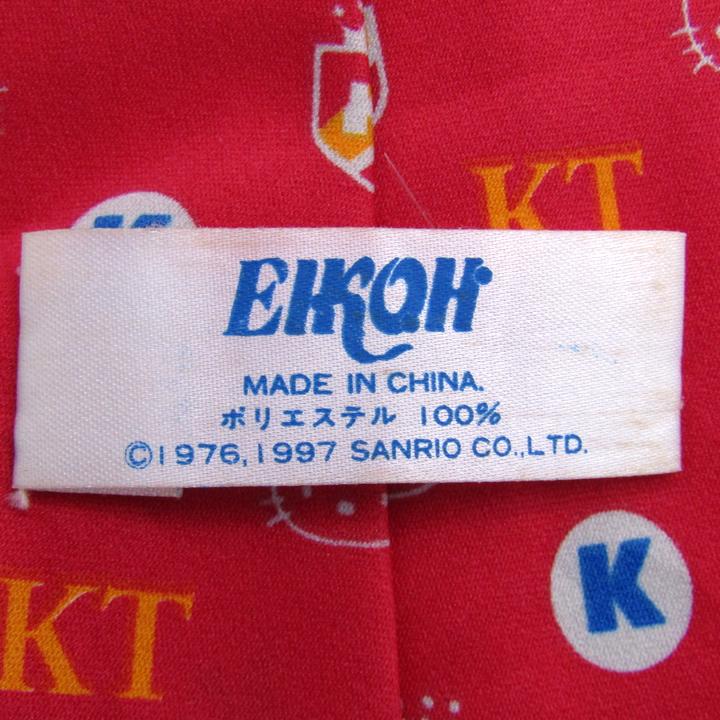 KT
K
EIKOH
MADE IN CHINA.
ポリエステル 100%
©1976,1997 SANRIO CO.,LTD.
K
KT